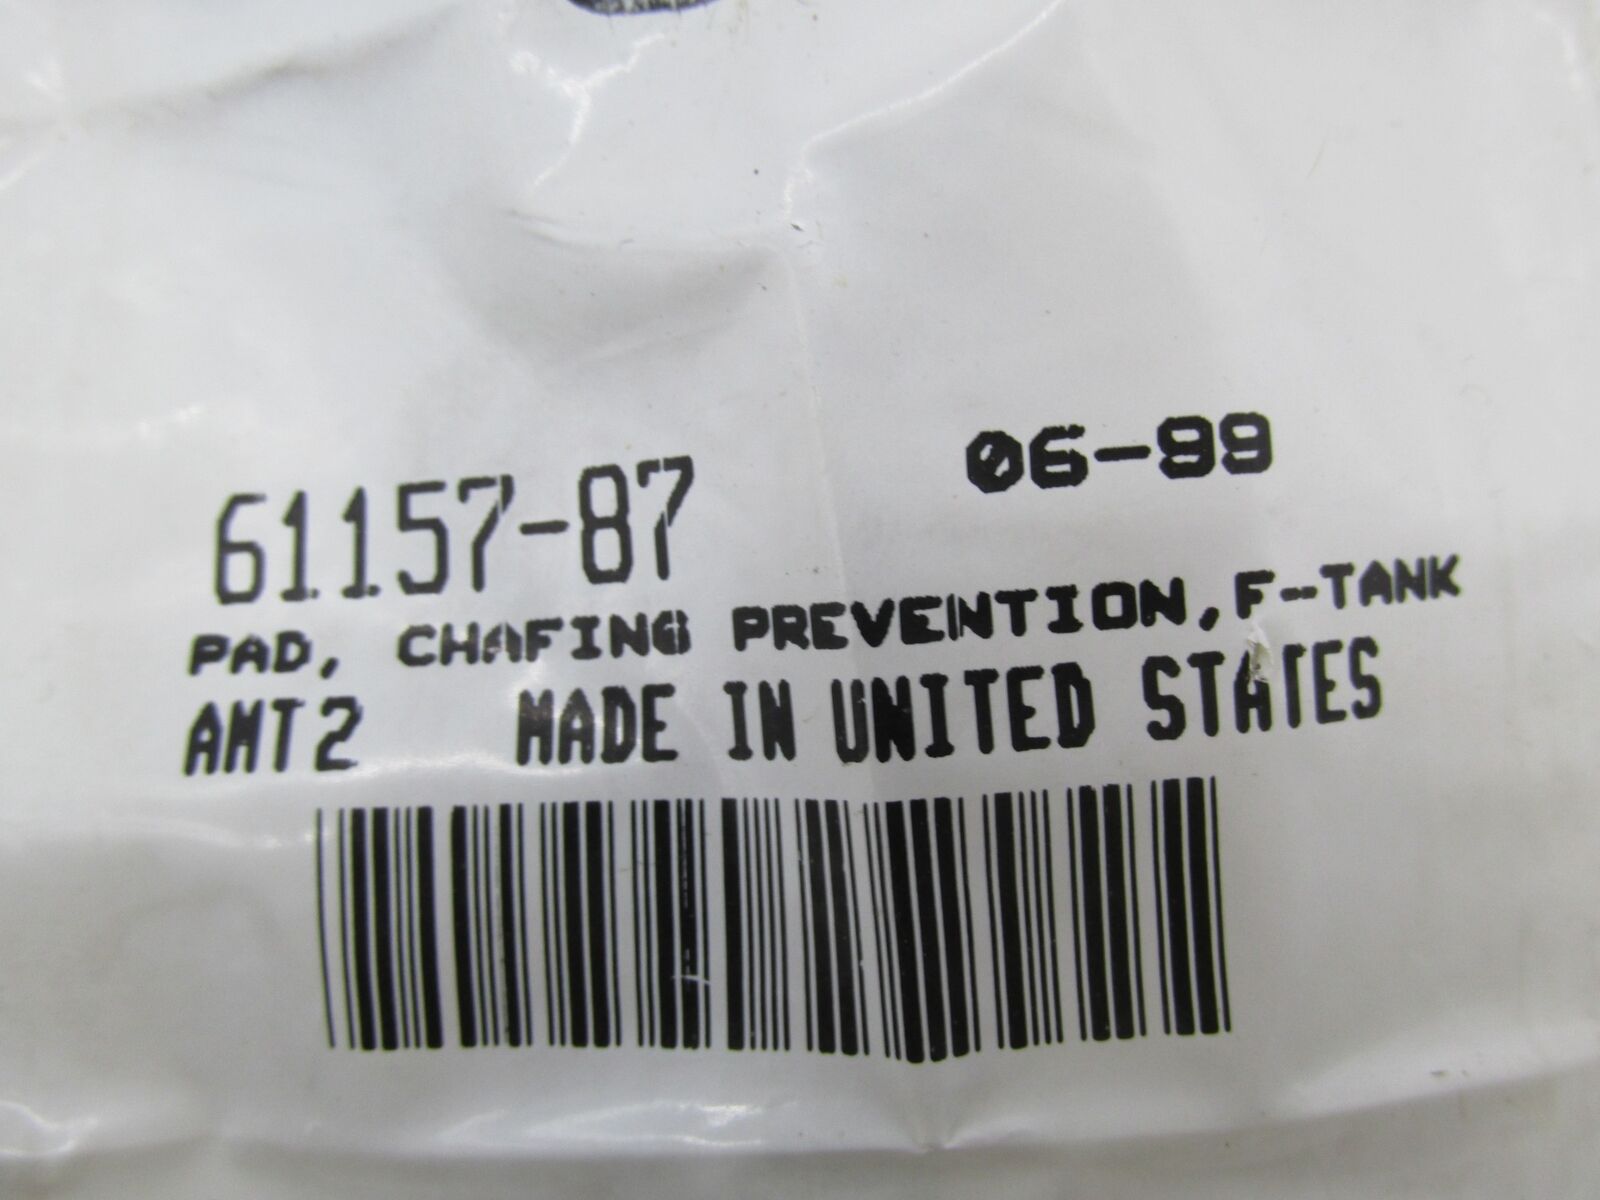 61157-87 06-99
PAD, CHAFING PREVENTION,F-TANK
AMT2 MADE IN UNITED STATES